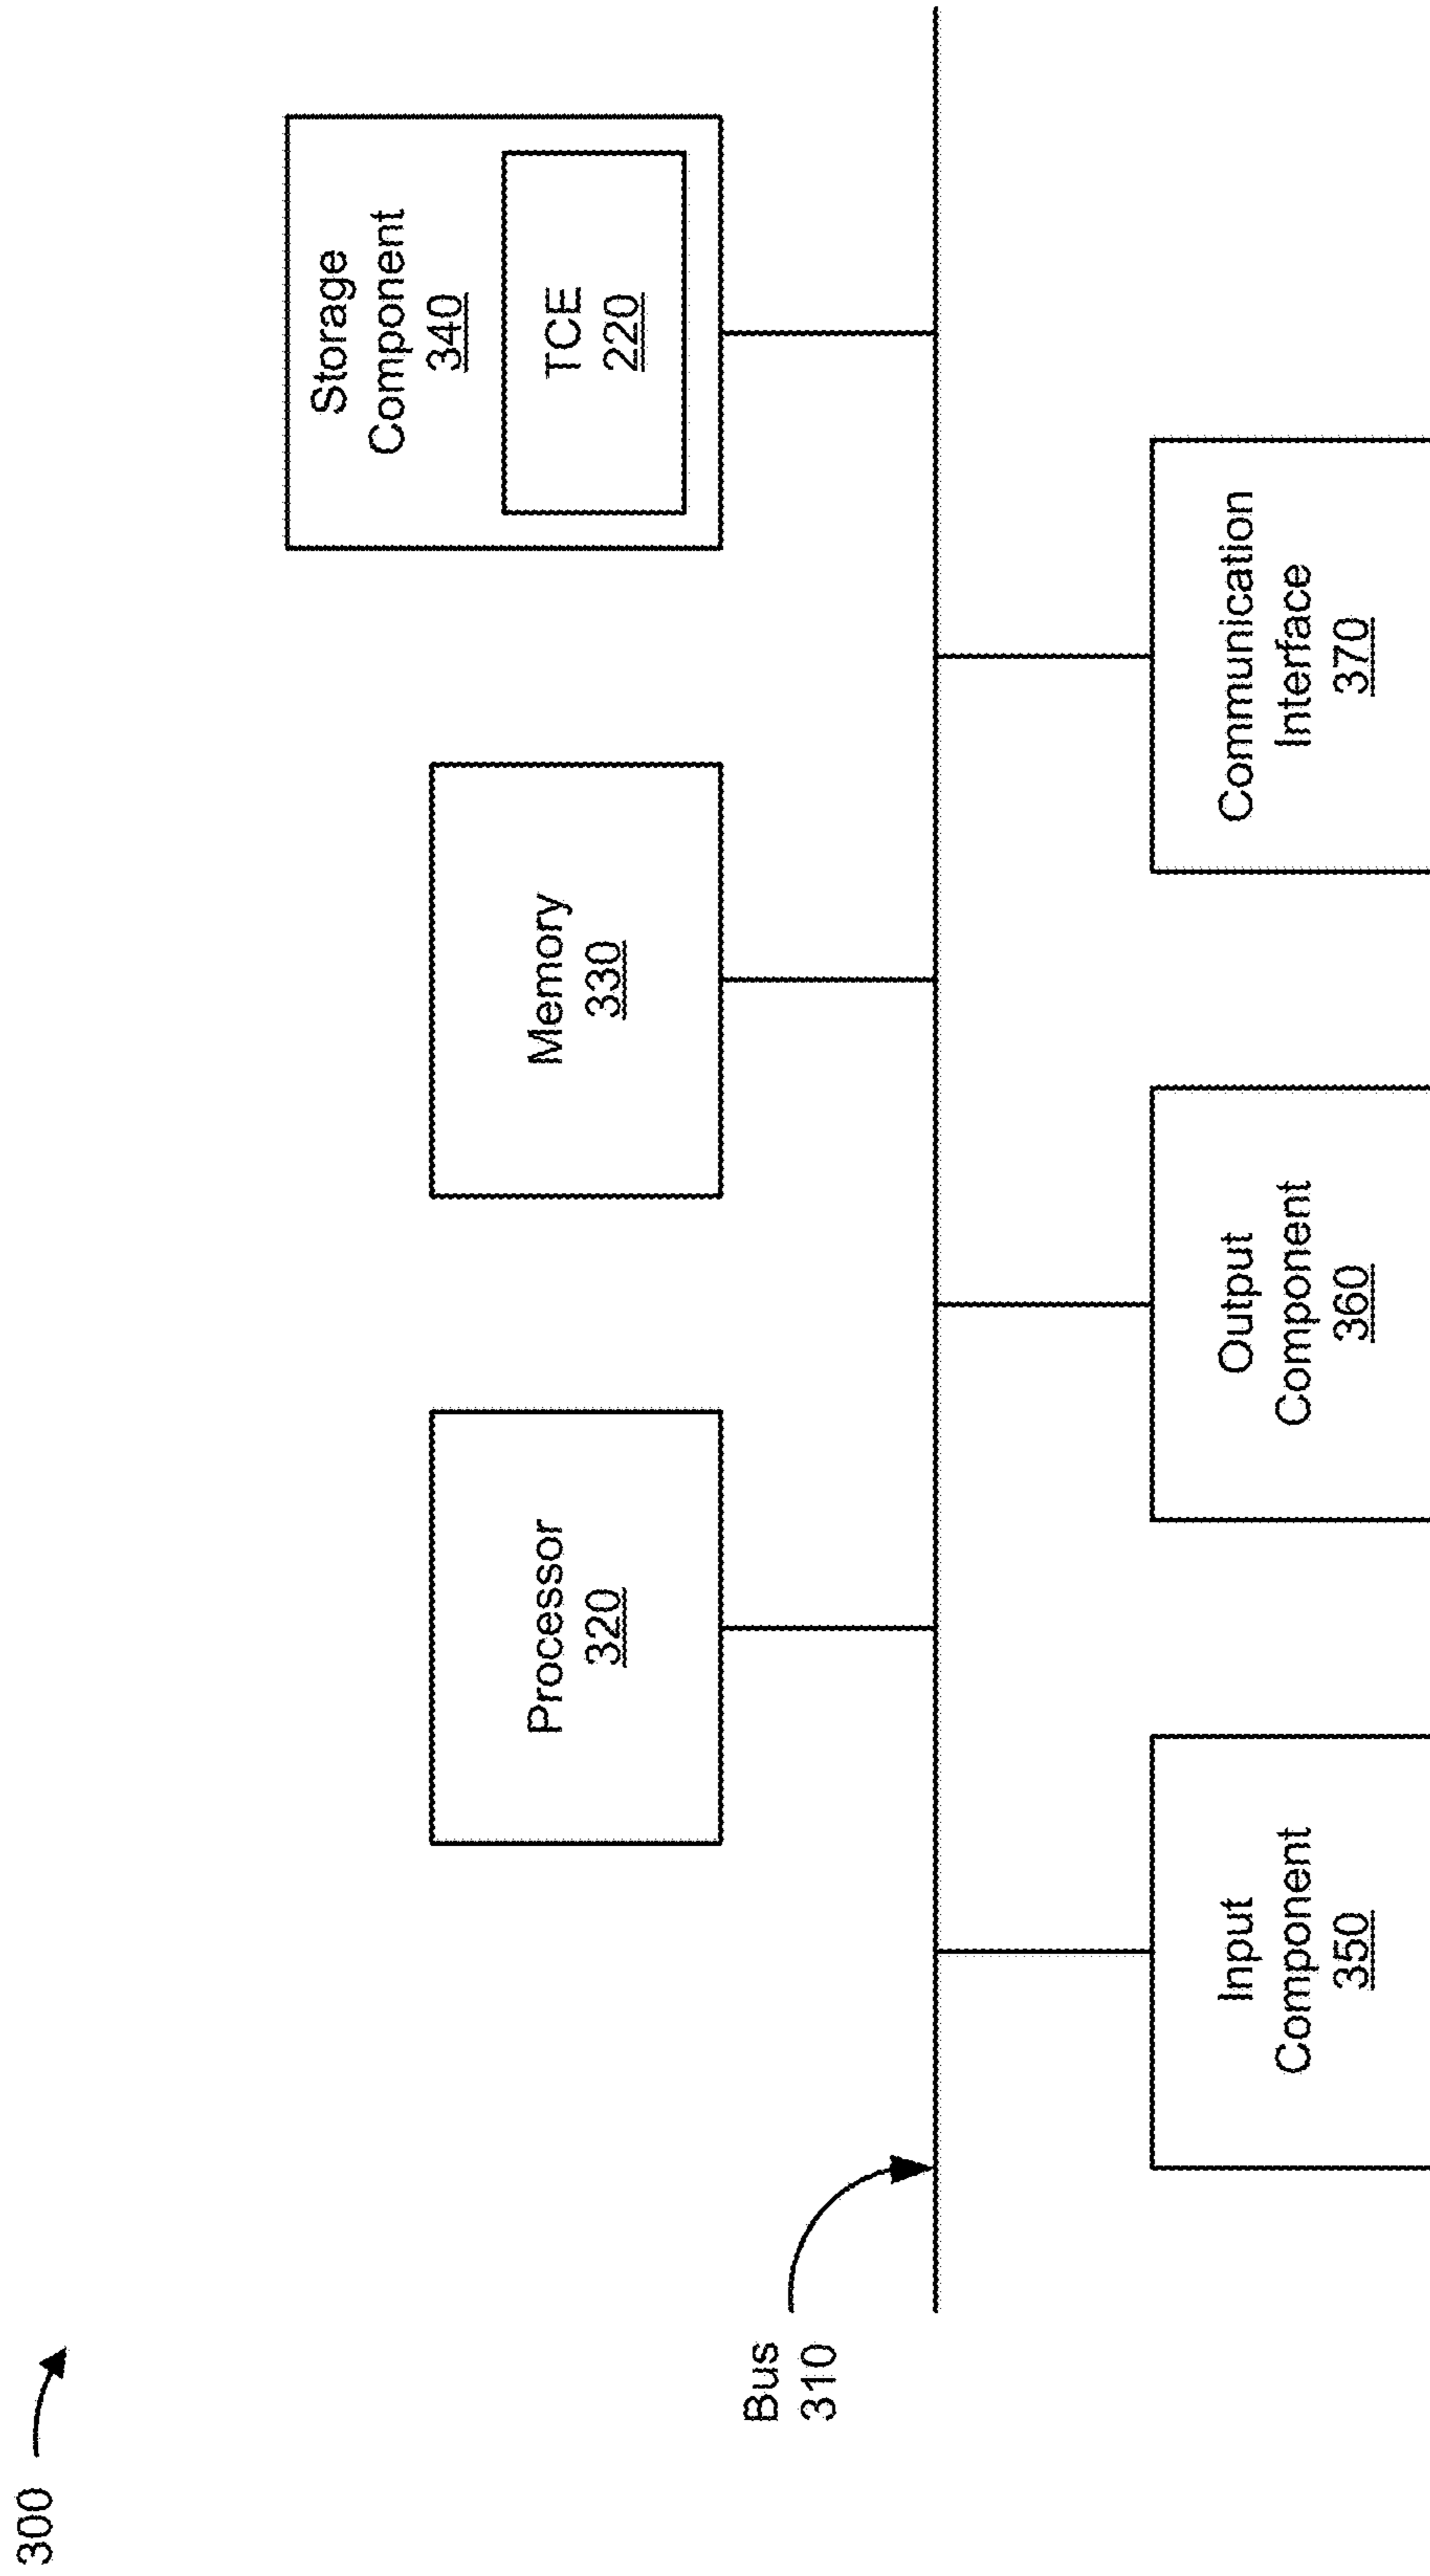 300
Processor
320
Memory
330
Storage
Component
340
TCE
220
Bus
310
Input
Component
350
Output
Component
360
Communication
Interface
370